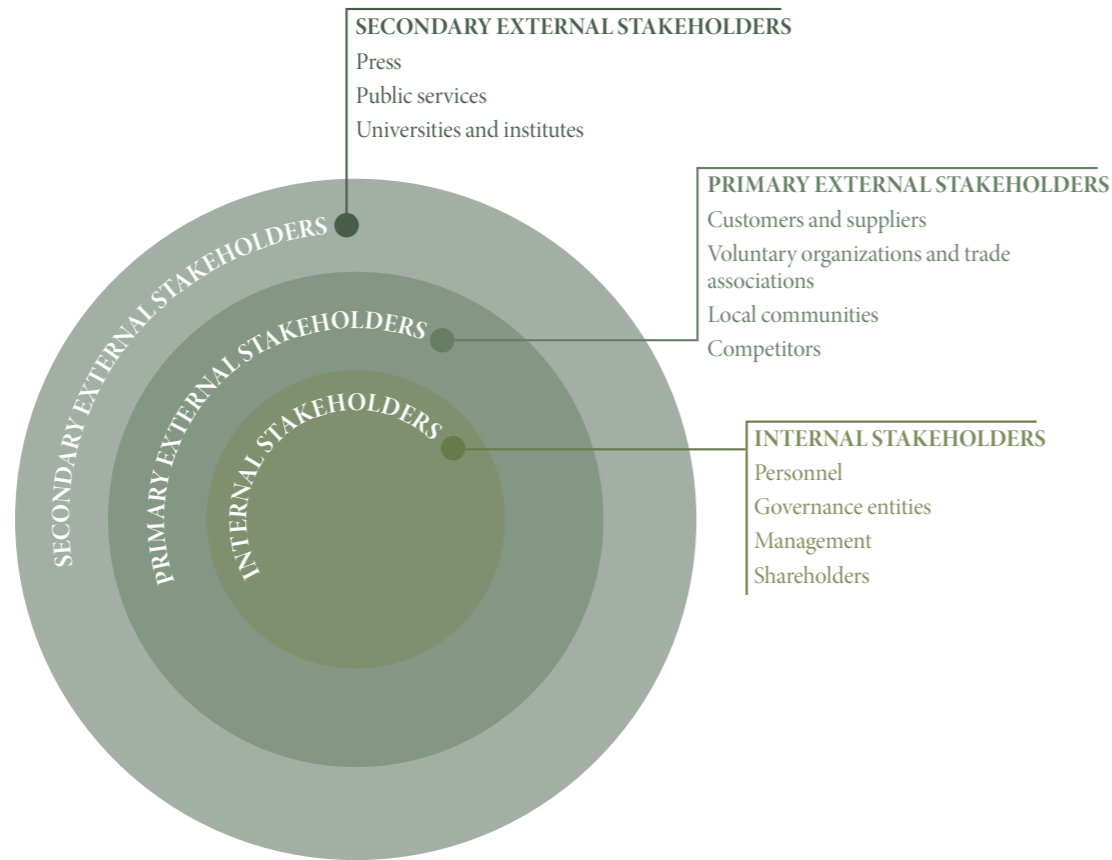 SECONDARY EXTERNAL STAKEHOLDERS
Press
Public services
Universities and institutes
PRIMARY EXTERNAL STAKEHOLDERS
Customers and suppliers
Voluntary organizations and trade
associations
Local communities
Competitors
INTERNAL STAKEHOLDERS
Personnel
Governance entities
Management
Shareholders
SECONDARY EXTERNAL STAKEHOLDERS
PRIMARY EXTERNAL STAKEHOLDERS
INTERNAL STAKEHOLDERS